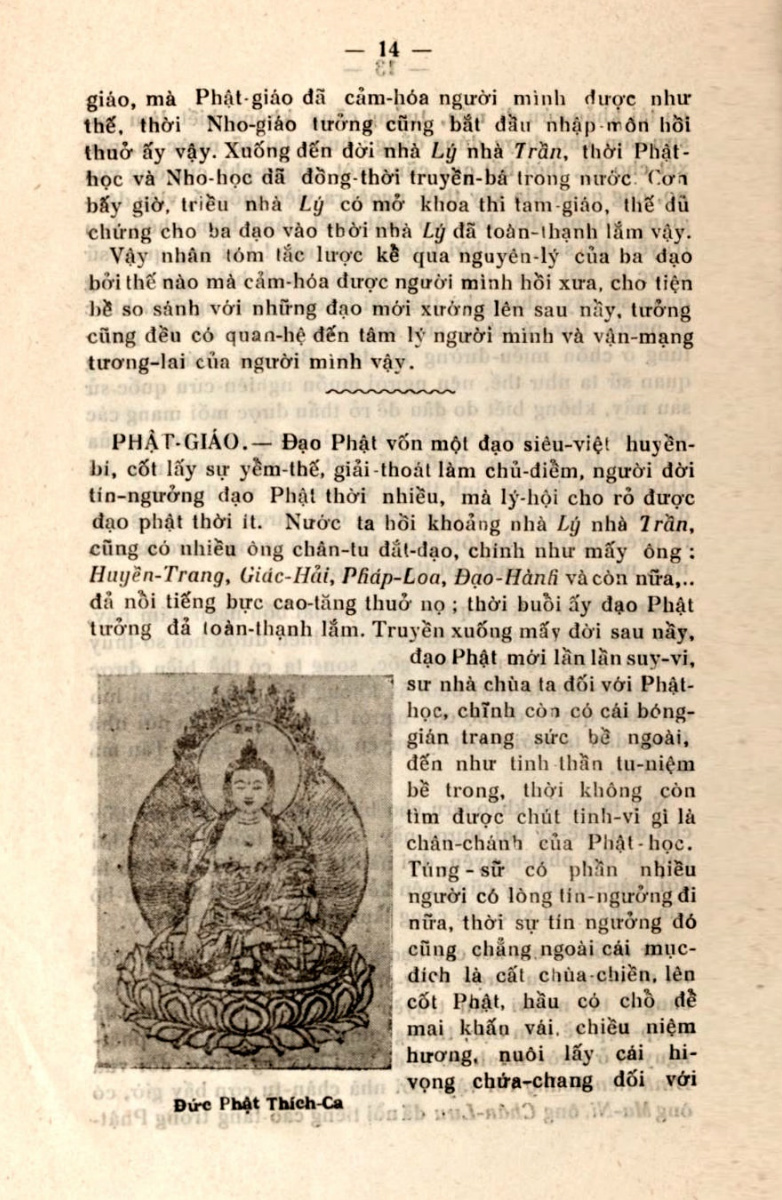 — 14 —
giáo, mà Phật-giáo đã cảm-hóa người mình được như
thế, thời Nho-giáo tưởng cũng bắt đầu nhập-môn hồi
thuở ấy vậy. Xuống đến đời nhà Lý nhà Trần, thời Phật-
học và Nho-học đã đồng-thời truyền-bá trong nước. Cơn
bấy giờ, triều nhà Lý có mở khoa thi tam-giáo, thế đủ
chứng cho ba đạo vào thời nhà Lý đã toàn-thạnh lắm vậy.
Vậy nhân tóm tắc lược kể qua nguyên-lý của ba đạo
bởi thế nào mà cảm-hóa được người mình hồi xưa, cho tiện
bề so sánh với những đạo mới xướng lên sau nầy, tưởng
cũng đều có quan-hệ đến tâm lý người mình và vận-mạng
tương-lai của người mình vậy.
PHẬT-GIÁO.— Đạo Phật vốn một đạo siêu-việt huyền-
bí, cốt lấy sự yểm-thế, giải-thoát làm chủ-điểm, người đời
tín-ngưởng đạo Phật thời nhiều, mà lý-hội cho rỏ được
đạo phật thời ít. Nước ta hồi khoảng nhà Lý nhà Trần,
cũng có nhiều ông chân-tu đắt-đạo, chính như mấy ông :
Huyền-Trang, Giác-Hải, Pháp-Loa, Đạo-Hành và còn nữa,..
đả nồi tiếng bực cao-tăng thuở nọ ; thời buổi ấy đạo Phật
tưởng đả toàn-thạnh lắm. Truyền xuống mấy đời sau nầy,
đạo Phật mới lần lần suy-vi,
sư nhà chùa ta đối với Phật-
học, chĩnh còn có cái bóng-
gián trang sức bề ngoài,
đến như tinh thần tu-niệm
bề trong, thời không còn
tìm được chút tinh-vi gì là
chân-chánh của Phật-học.
Túng-sữ có phần nhiều
người có lòng tín-ngưởng đi
nữa, thời sự tín ngưởng đó
cũng chẳng ngoài cái mục-
đích là cất chùa-chiền, lên
cốt Phật, hầu có chỗ để
mai khấn vái, chiều niệm
hương, nuôi lấy cái hi-
vọng chứa-chang đối với
Đức Phật Thích-Ca